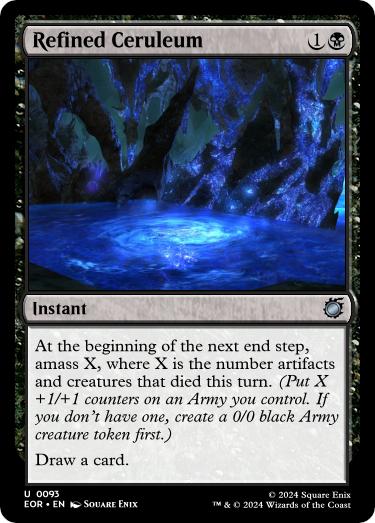 Refined Ceruleum 1
Instant
At the beginning of the next end step,
amass X, where X is the number artifacts
and creatures that died this turn. (Put X
+1/+1 counters on an Army you control. If
you don't have one, create a 0/0 black Army
creature token first.)
Draw a card.
U 0093 © 2024 Square Enix
EOR • EN SQUARE ENIX ™ & © 2024 Wizards of the Coast